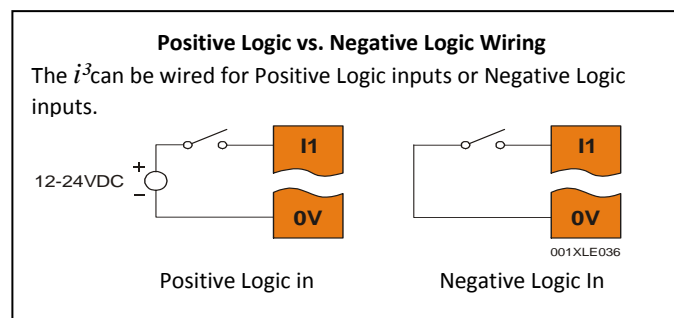 Positive Logic vs. Negative Logic Wiring
The i³can be wired for Positive Logic inputs or Negative Logic
inputs.
I1
I1
+
12-24VDC
–
0V
0V
001XLE036
Positive Logic in
Negative Logic In